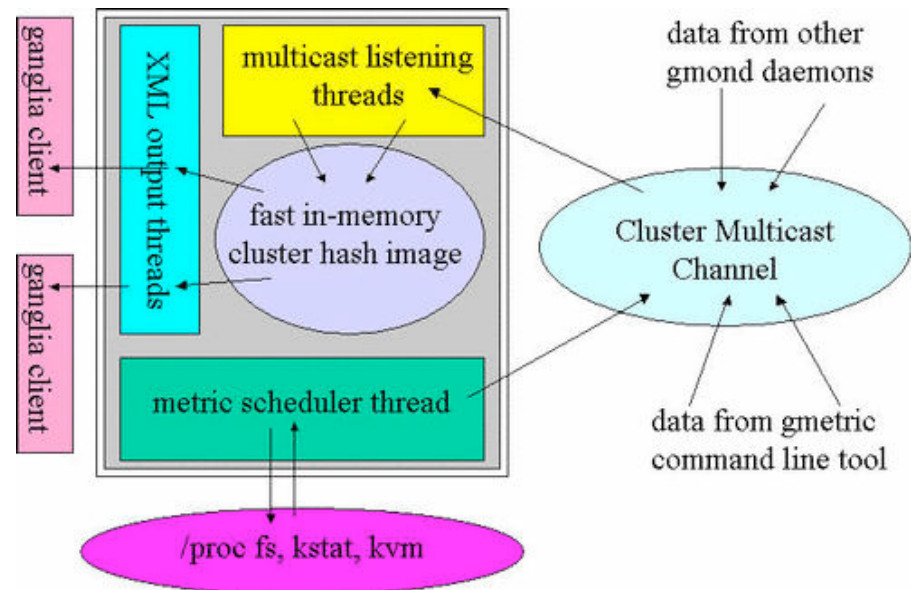 ganglia client
XML output threads
multicast listening
threads
data from other
gmond daemons
fast in-memory
cluster hash image
Cluster Multicast
Channel
ganglia client
metric scheduler thread
data from gmetric
command line tool
/proc fs, kstat, kvm